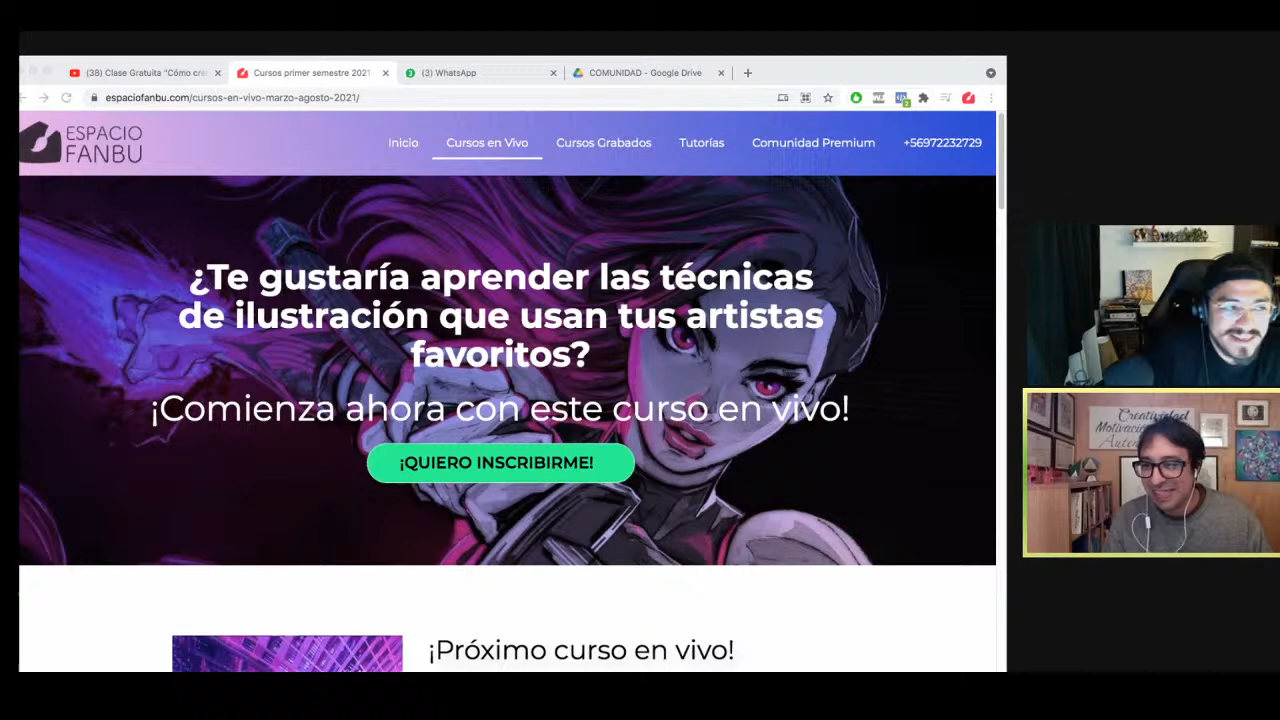 (38) Clase Gratuita "Cómo cre
Cursos primer semestre 2021
(3) WhatsApp
COMUNIDAD - Google Drive
espaciofanbu.com/cursos-en-vivo-marzo-agosto-2021/
2
ESPACIO
FANBU
Inicio
Cursos en Vivo
Cursos Grabados
Tutorías
Comunidad Premium
+56972232729
¿Te gustaría aprender las técnicas
de ilustración que usan tus artistas
favoritos?
¡Comienza ahora con este curso en vivo!
¡QUIERO INSCRIBIRME!
¡Próximo curso en vivo!
Creatividad